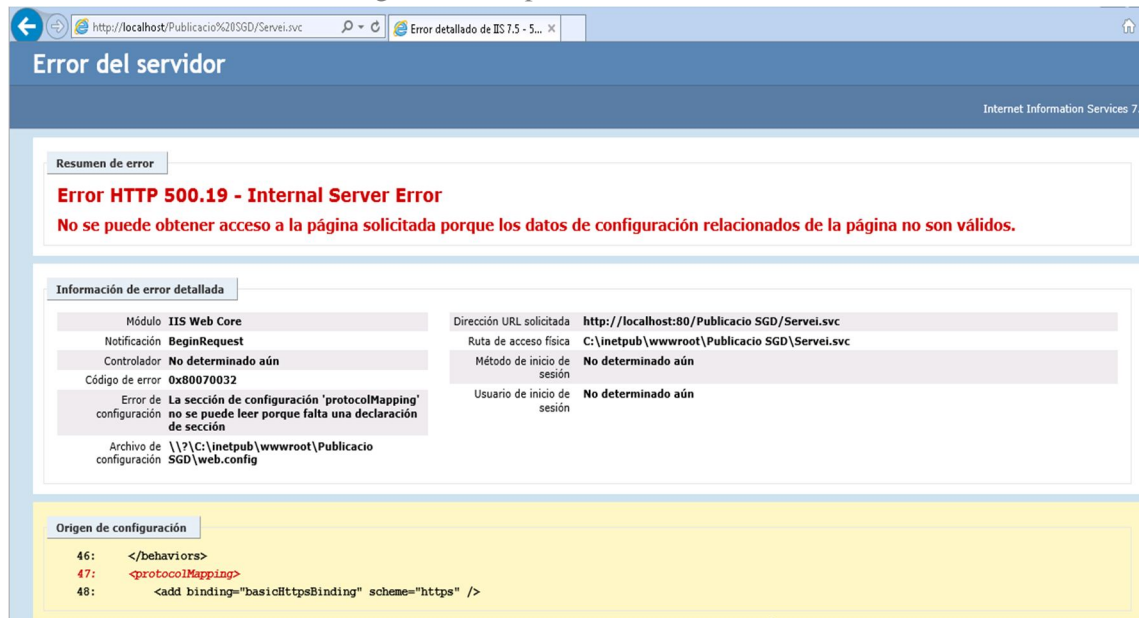 http://localhost/Publicacio%20SGD/Servei.svc
Error detallado de IIS 7.5 - 5...
Error del servidor
Internet Information Services 7.
Resumen de error
Error HTTP 500.19 - Internal Server Error
No se puede obtener acceso a la página solicitada porque los datos de configuración relacionados de la página no son válidos.
Información de error detallada
Módulo IIS Web Core
Notificación BeginRequest
Controlador No determinado aún
Código de error 0x80070032
Error de configuración La sección de configuración 'protocolMapping'
no se puede leer porque falta una declaración
de sección
Archivo de configuración \\?\C:\inetpub\wwwroot\Publicacio
SGD\web.config
Dirección URL solicitada http://localhost:80/Publicacio SGD/Servei.svc
Ruta de acceso física C:\inetpub\wwwroot\Publicacio SGD\Servei.svc
Método de inicio de sesión No determinado aún
Usuario de inicio de sesión No determinado aún
Origen de configuración
46: </behaviors>
47: <protocolMapping>
48: <add binding="basicHttpsBinding" scheme="https" />